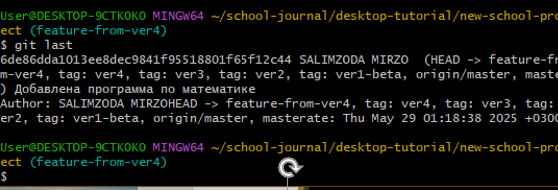 User@DESKTOP-9CTKOKO MINGW64 ~/school-journal/desktop-tutorial/new-school-pro
ect (feature-from-ver4)
$ git last
6de86dda1013ee8dec9841f95518801f65f12c44 SALIMZODA MIRZO  (HEAD -> feature-fr
m-ver4, tag: ver4, tag: ver3, tag: ver2, tag: ver1-beta, origin/master, maste
) Добавлена программа по математике
Author: SALIMZODA MIRZOHEAD -> feature-from-ver4, tag: ver4, tag: ver3, tag:
er2, tag: ver1-beta, origin/master, masterate: Thu May 29 01:18:38 2025 +0300
User@DESKTOP-9CTKOKO MINGW64 ~/school-journal/desktop-tutorial/new-school-pro
ect (feature-from-ver4)
$